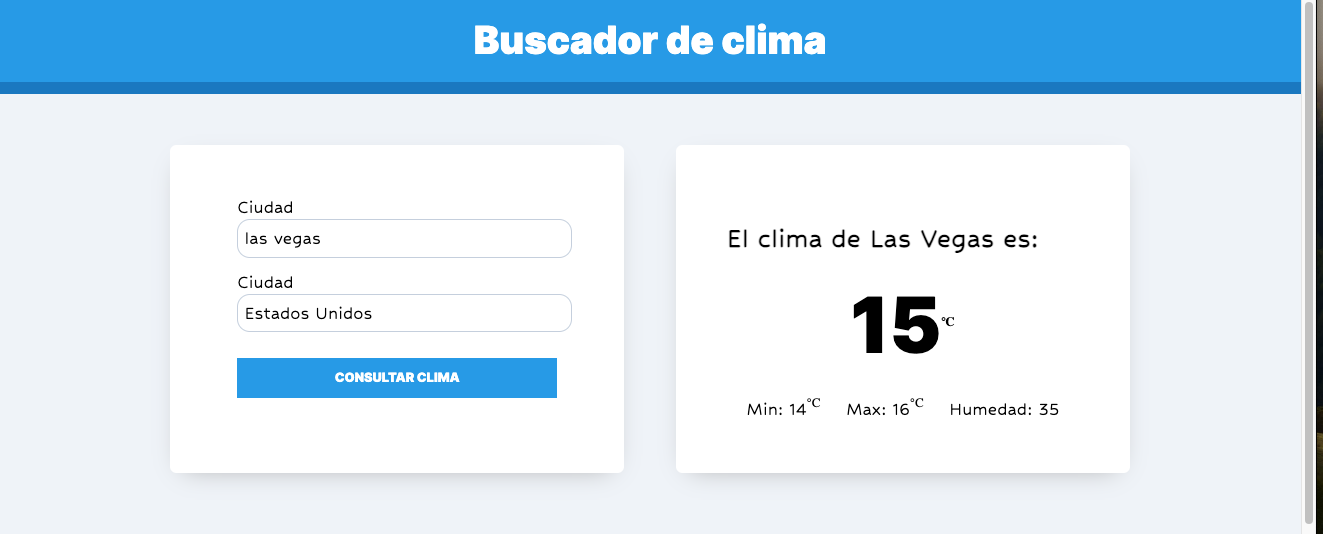 Buscador de clima
Ciudad
las vegas
Ciudad
Estados Unidos
CONSULTAR CLIMA
El clima de Las Vegas es:
15℃
Min: 14℃ Max: 16℃ Humedad: 35